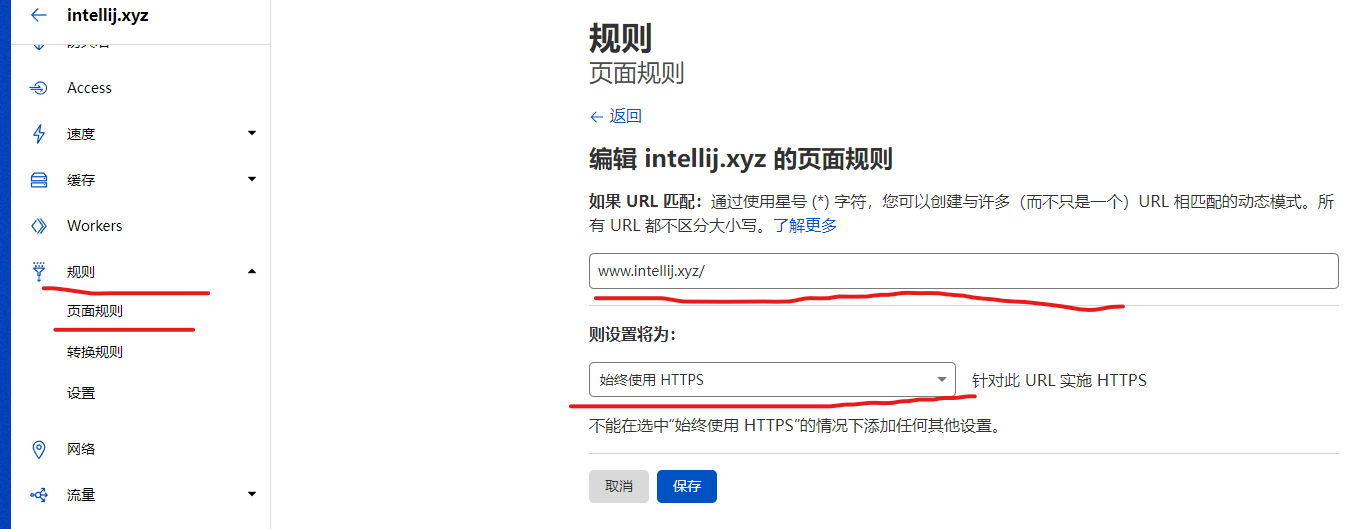 intellij.xyz
Access
速度
缓存
Workers
规则
页面规则
转换规则
设置
网络
流量
规则
页面规则
返回
编辑 intellij.xyz 的页面规则
如果 URL 匹配：通过使用星号 (*) 字符，您可以创建与许多（而不只是一个）URL 相匹配的动态模式。所
有 URL 都不区分大小写。了解更多
www.intellij.xyz/
则设置将为：
始终使用 HTTPS 针对此 URL 实施 HTTPS
不能在选中"始终使用 HTTPS"的情况下添加任何其他设置。
取消 保存